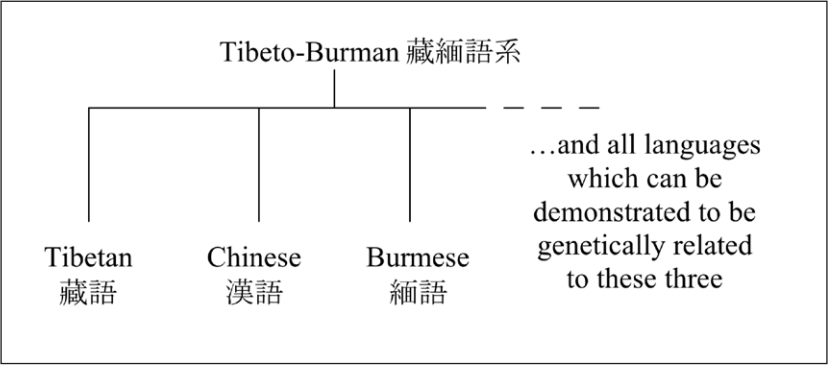 Tibeto-Burman 藏緬語系
…and all languages
which can be
demonstrated to be
genetically related
to these three
Tibetan
藏語
Chinese
漢語
Burmese
緬語